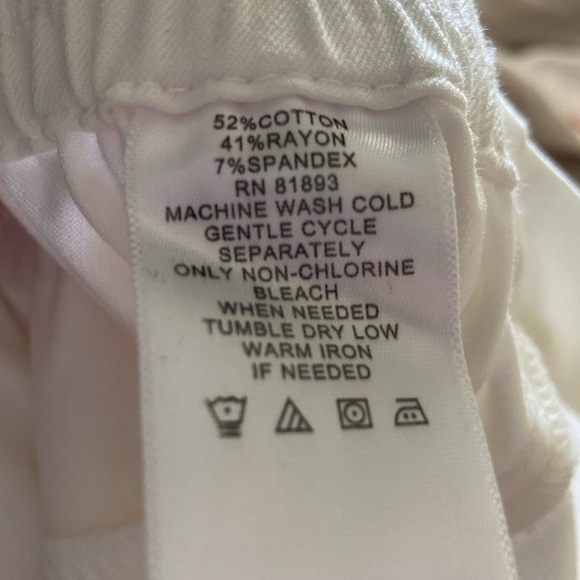 52%COTTON
41%RAYON
7%SPANDEX
RN 81893
MACHINE WASH COLD
GENTLE CYCLE
SEPARATELY
ONLY NON-CHLORINE
BLEACH
WHEN NEEDED
TUMBLE DRY LOW
WARM IRON
IF NEEDED